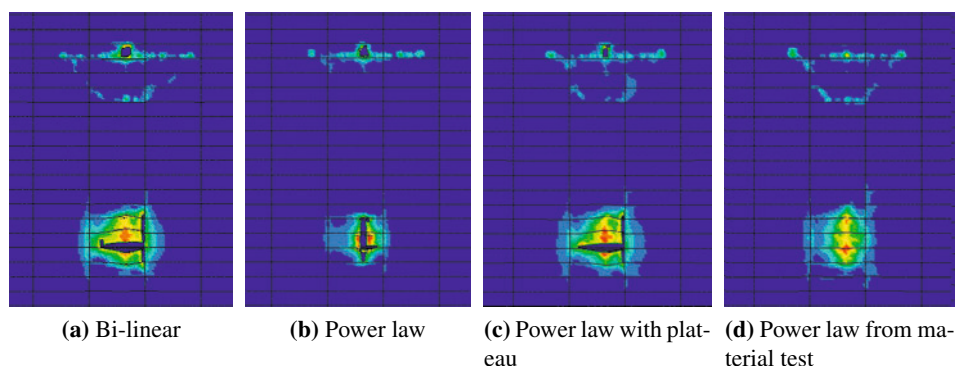 (a) Bi-linear
(b) Power law
(c) Power law with plat-
eau
(d) Power law from ma-
terial test